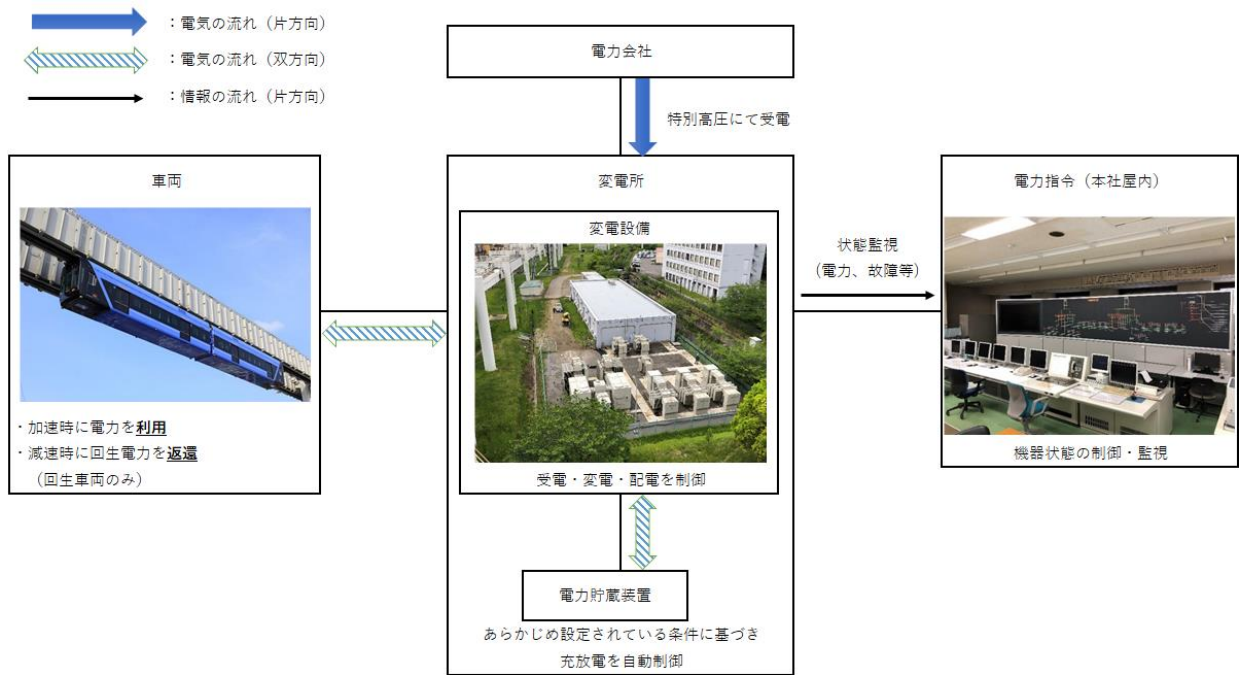 ：電気の流れ（片方向）
：電気の流れ（双方向）
：情報の流れ（片方向）
電力会社
特別高圧にて受電
車両
・加速時に電力を利用
・減速時に回生電力を返還
（回生車両のみ）
変電所
変電設備
受電・変電・配電を制御
電力貯蔵装置
あらかじめ設定されている条件に基づき
充放電を自動制御
状態監視
（電力、故障等）
電力指令（本社屋内）
機器状態の制御・監視